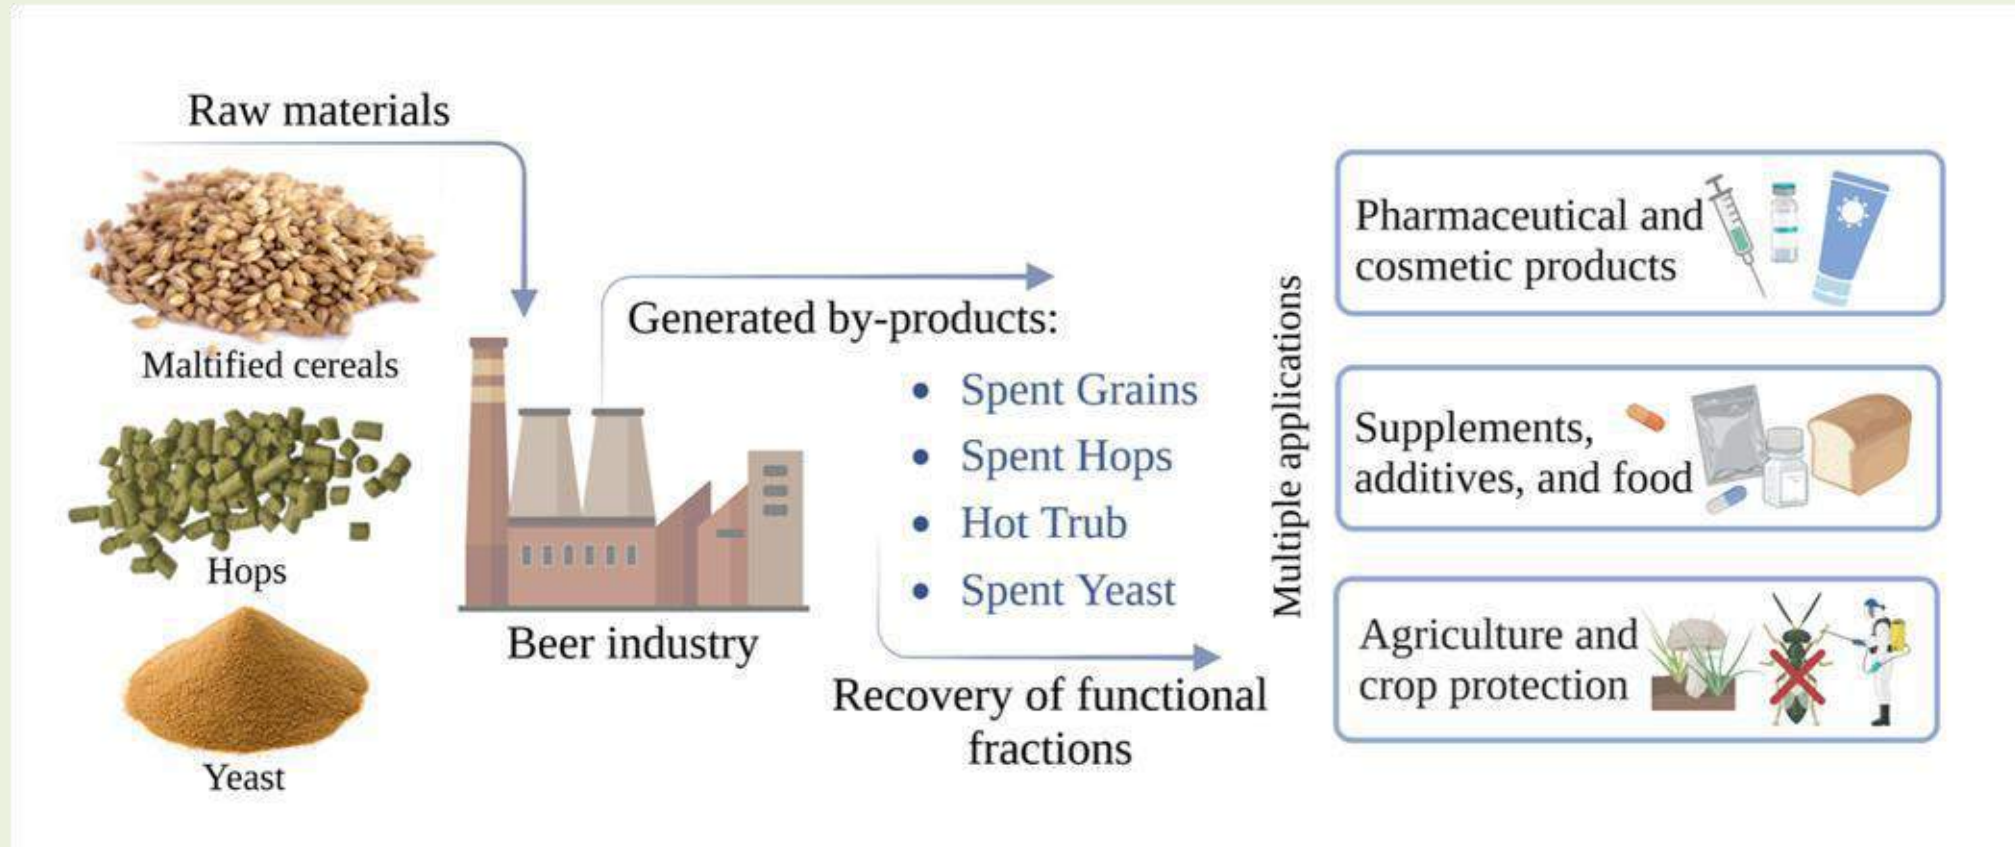 Raw materials
Maltified cereals
Hops
Yeast
Beer industry
Generated by-products:
• Spent Grains
• Spent Hops
• Hot Trub
• Spent Yeast
Recovery of functional
fractions
Multiple applications
Pharmaceutical and
cosmetic products
Supplements,
additives, and food
Agriculture and
crop protection